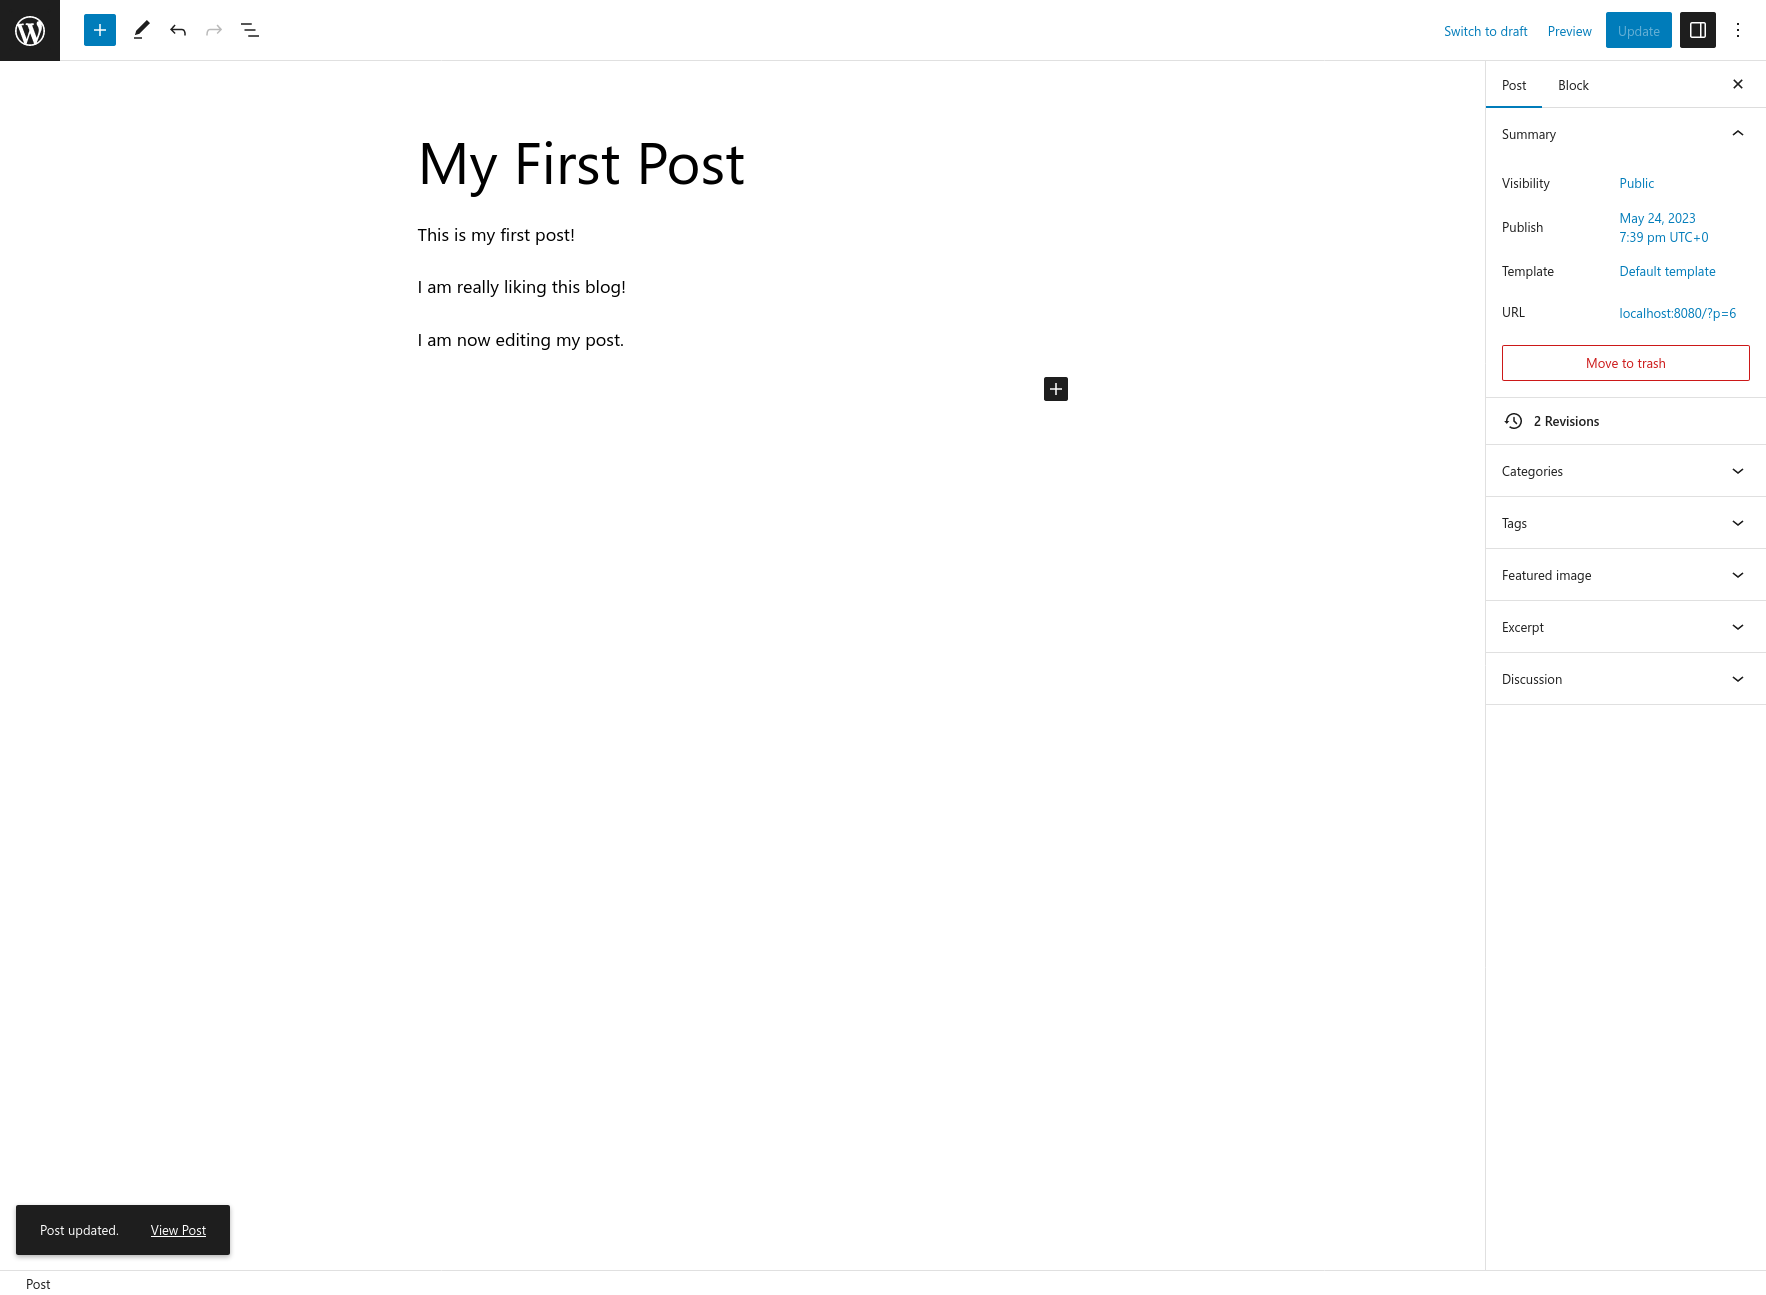 Switch to draft Preview Update
My First Post
This is my first post!
I am really liking this blog!
I am now editing my post.
Post Block
Summary
Visibility Public
Publish May 24, 2023
7:39 pm UTC+0
Template Default template
URL localhost:8080/?p=6
Move to trash
2 Revisions
Categories
Tags
Featured image
Excerpt
Discussion
Post updated. View Post
Post